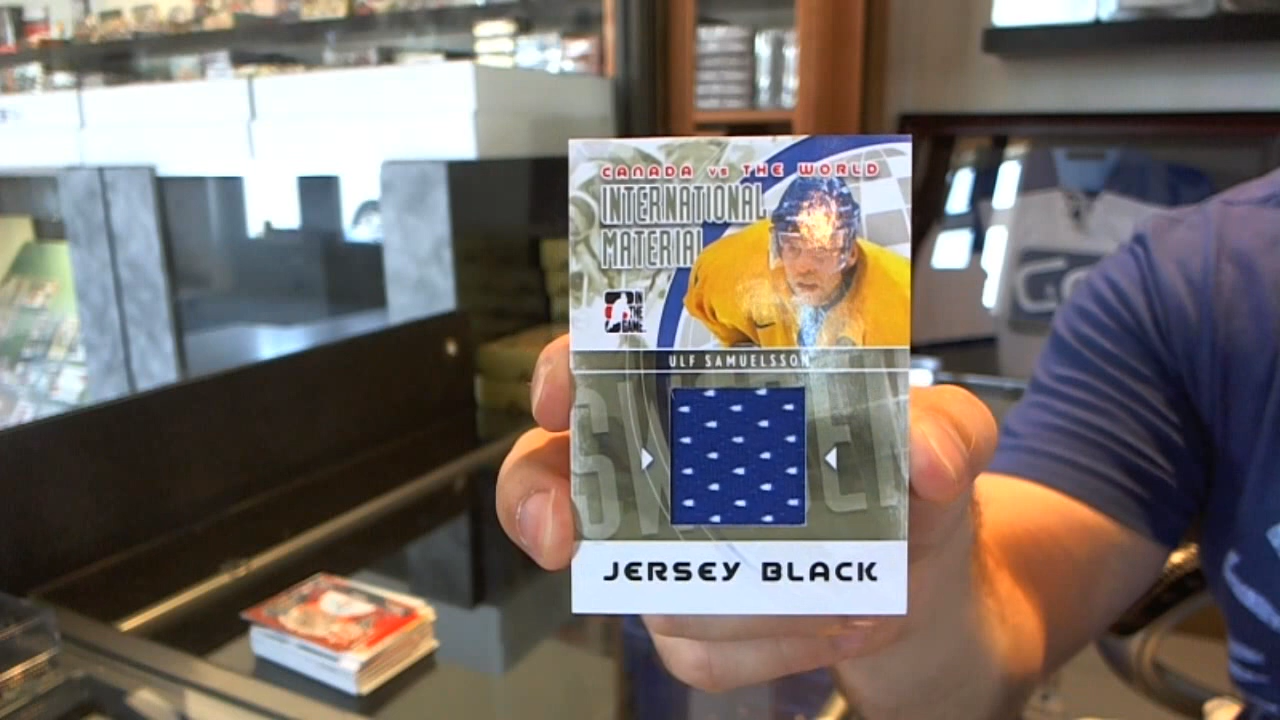 CANADA vs THE WORLD
INTERNATIONAL
MATERIAL
IN
THE
GAME
ULF SAMUELSSON
JERSEY BLACK